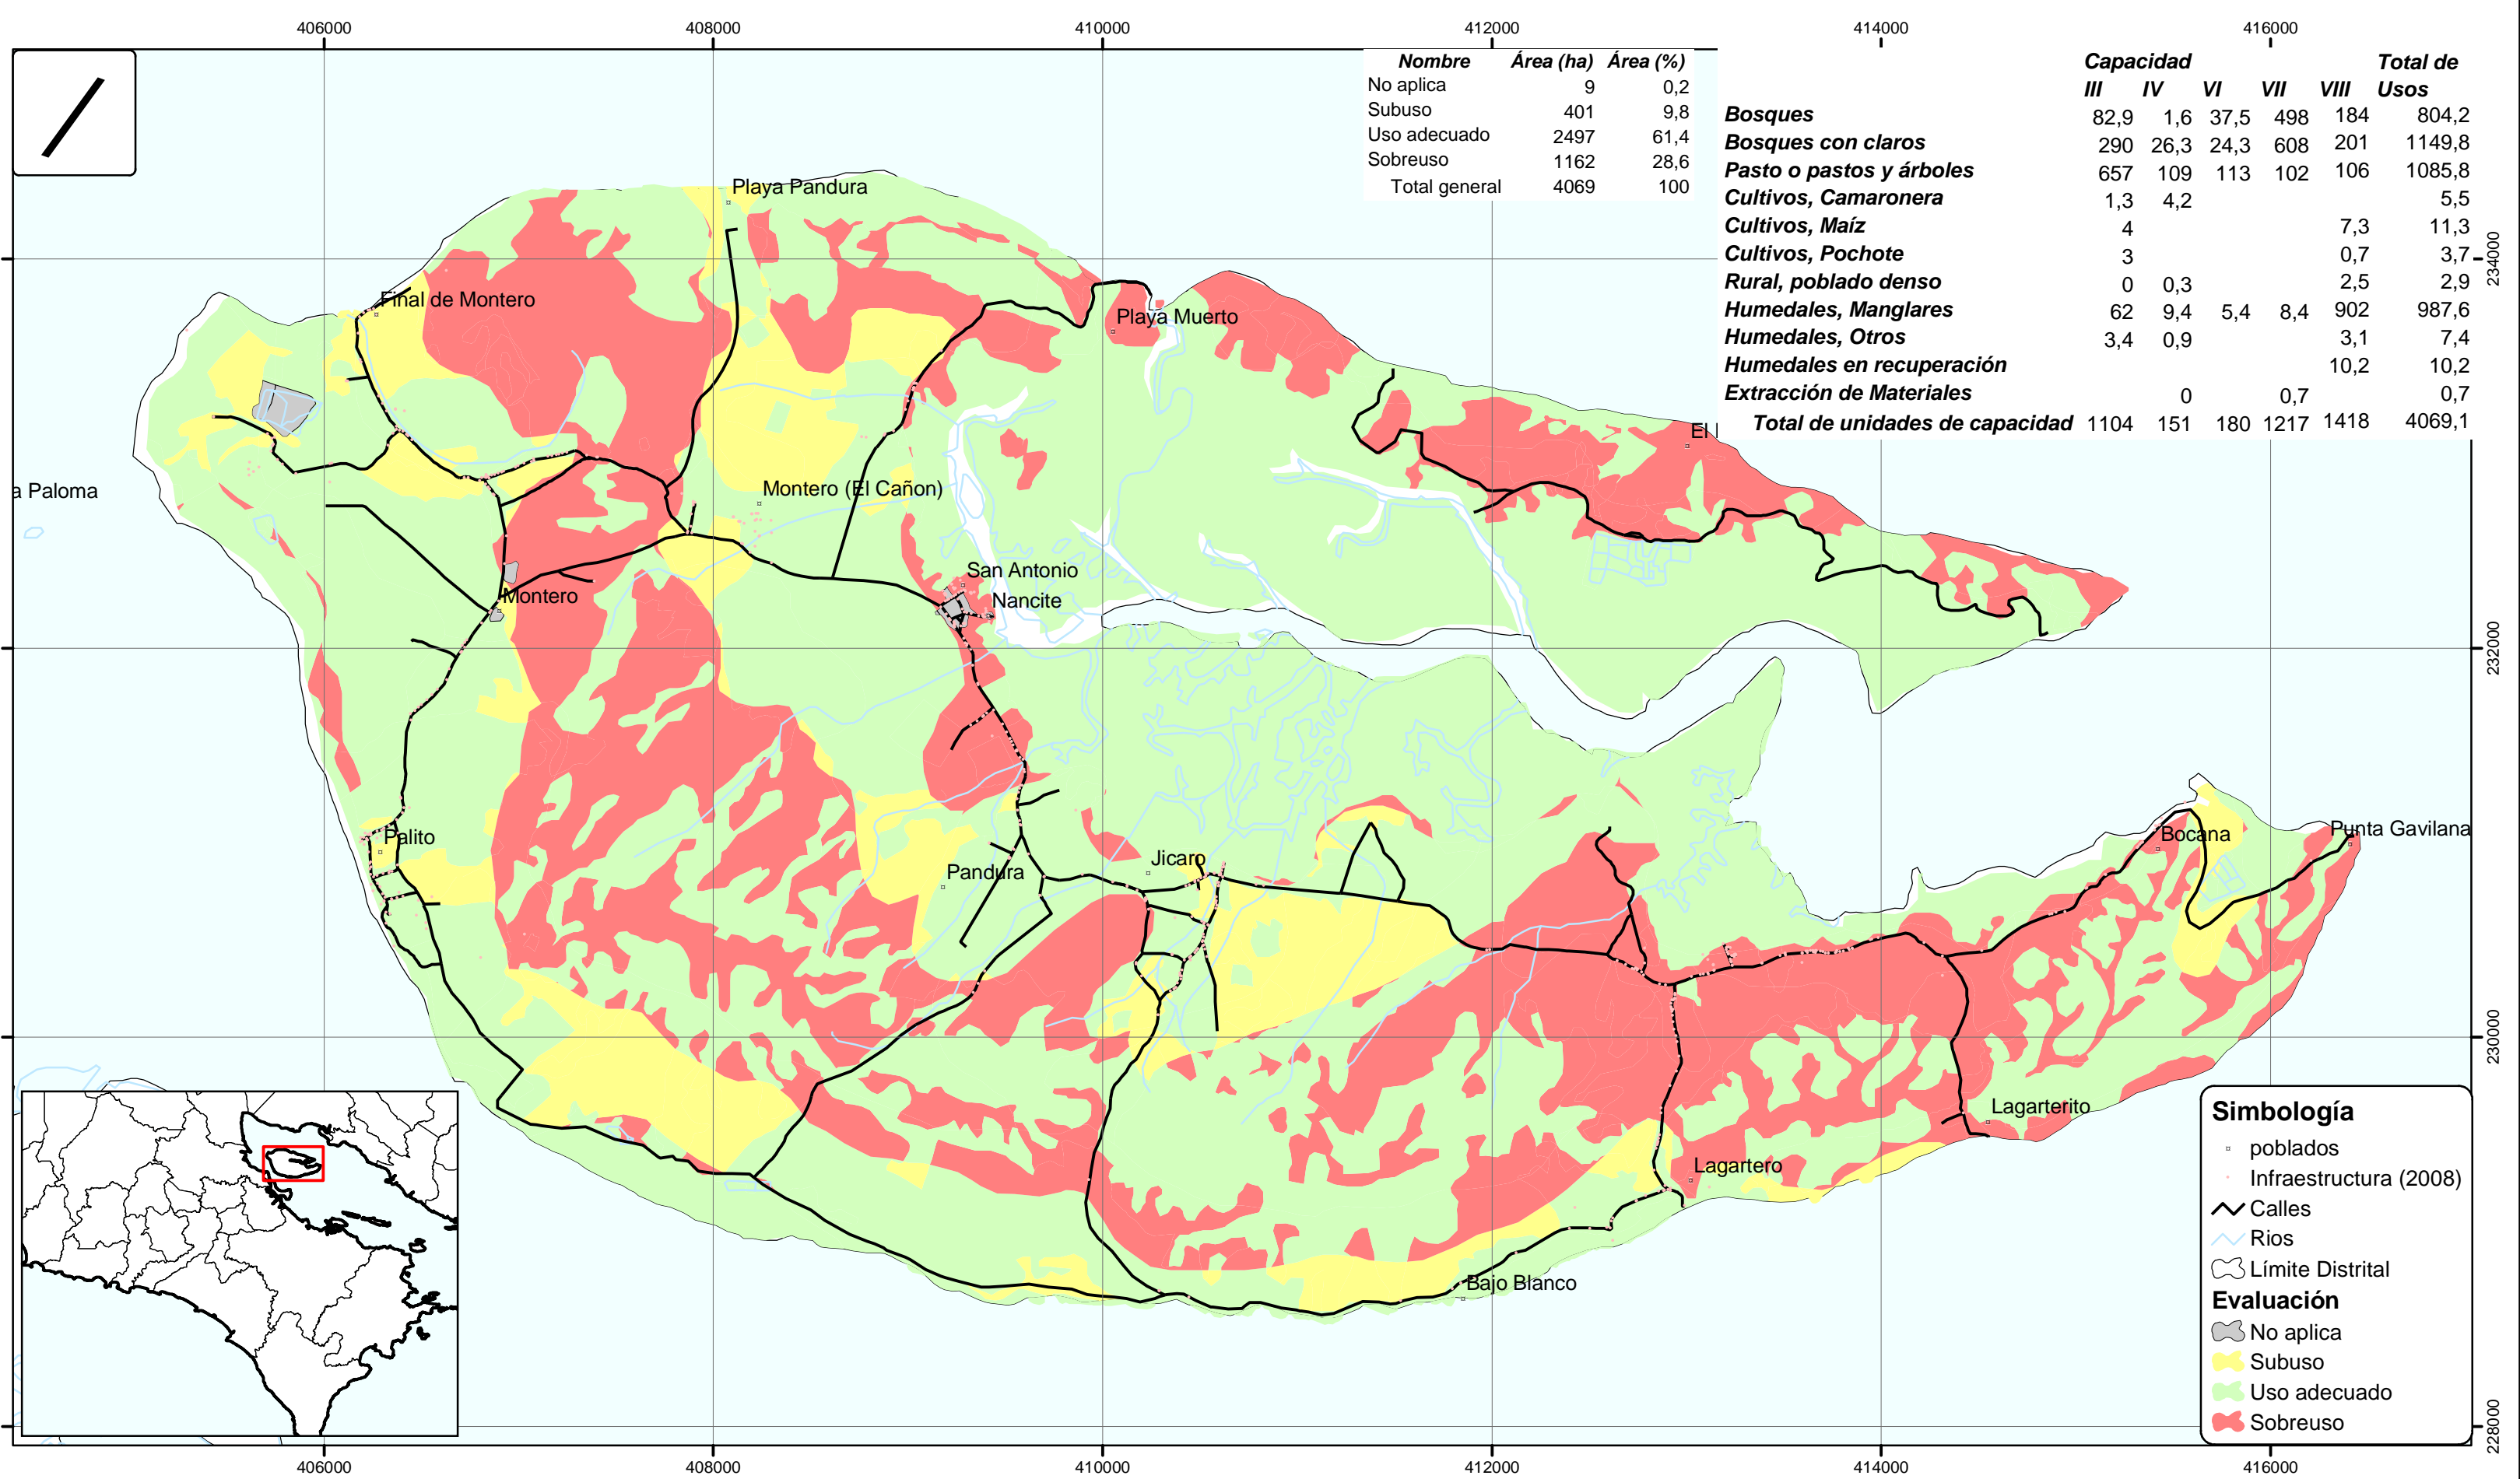 406000 408000 410000 412000 414000 416000
Nombre Área (ha) Área (%)
No aplica 9 0,2
Subuso 401 9,8
Uso adecuado 2497 61,4
Sobreuso 1162 28,6
Total general 4069 100
Capacidad Total de
III IV VI VII VIII Usos
Bosques 82,9 1,6 37,5 498 184 804,2
Bosques con claros 290 26,3 24,3 608 201 1149,8
Pasto o pastos y árboles 657 109 113 102 106 1085,8
Cultivos, Camaronera 1,3 4,2 5,5
Cultivos, Maíz 4 7,3 11,3
Cultivos, Pochote 3 0,7 3,7
Rural, poblado denso 0 0,3 2,5 2,9
Humedales, Manglares 62 9,4 5,4 8,4 902 987,6
Humedales, Otros 3,4 0,9 3,1 7,4
Humedales en recuperación 10,2 10,2
Extracción de Materiales 0 0,7 0,7
Total de unidades de capacidad 1104 151 180 1217 1418 4069,1
234000
Playa Pandura
Final de Montero
Playa Muerto
El
a Paloma
Montero (El Cañon)
San Antonio
Montero
Nancite
232000
Palito
Bocana
Punta Gavilana
Jicaro
Pandura
230000
Lagarterito
Lagartero
Bajo Blanco
Simbología
poblados
Infraestructura (2008)
Calles
Rios
Límite Distrital
Evaluación
No aplica
Subuso
Uso adecuado
Sobreuso
228000
406000 408000 410000 412000 414000 416000